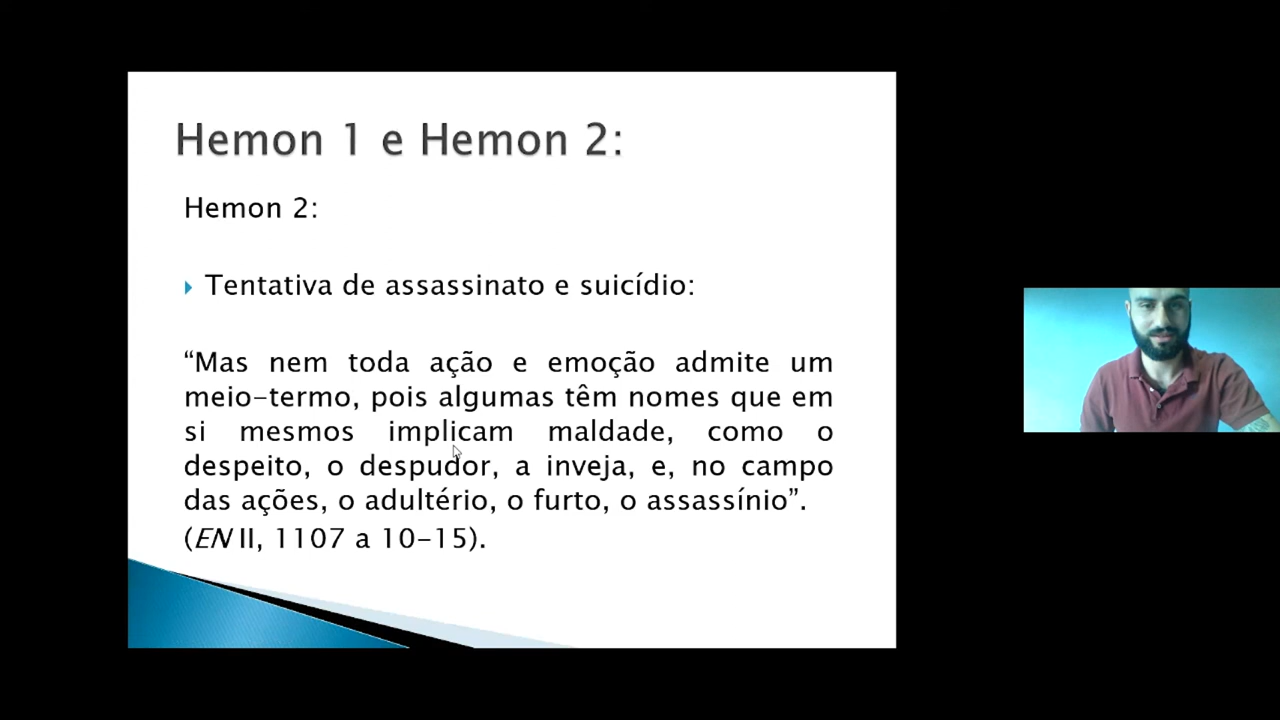 Hemon 1 e Hemon 2:
Hemon 2:
Tentativa de assassinato e suicídio:
“Mas nem toda ação e emoção admite um
meio-termo, pois algumas têm nomes que em
si mesmos implicam maldade, como o
despeito, o despudor, a inveja, e, no campo
das ações, o adultério, o furto, o assassínio”.
(EN II, 1107 a 10-15).